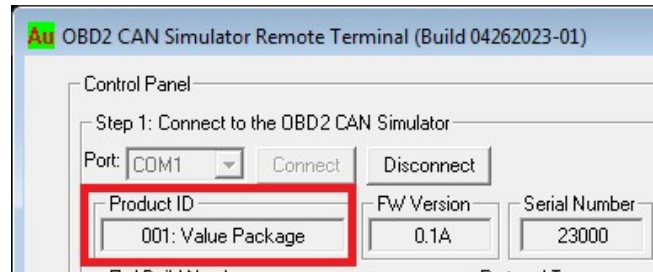 Au OBD2 CAN Simulator Remote Terminal (Build 04262023-01)
Control Panel
Step 1: Connect to the OBD2 CAN Simulator
Port: COM1 Connect Disconnect
Product ID FW Version Serial Number
001: Value Package 0.1A 23000